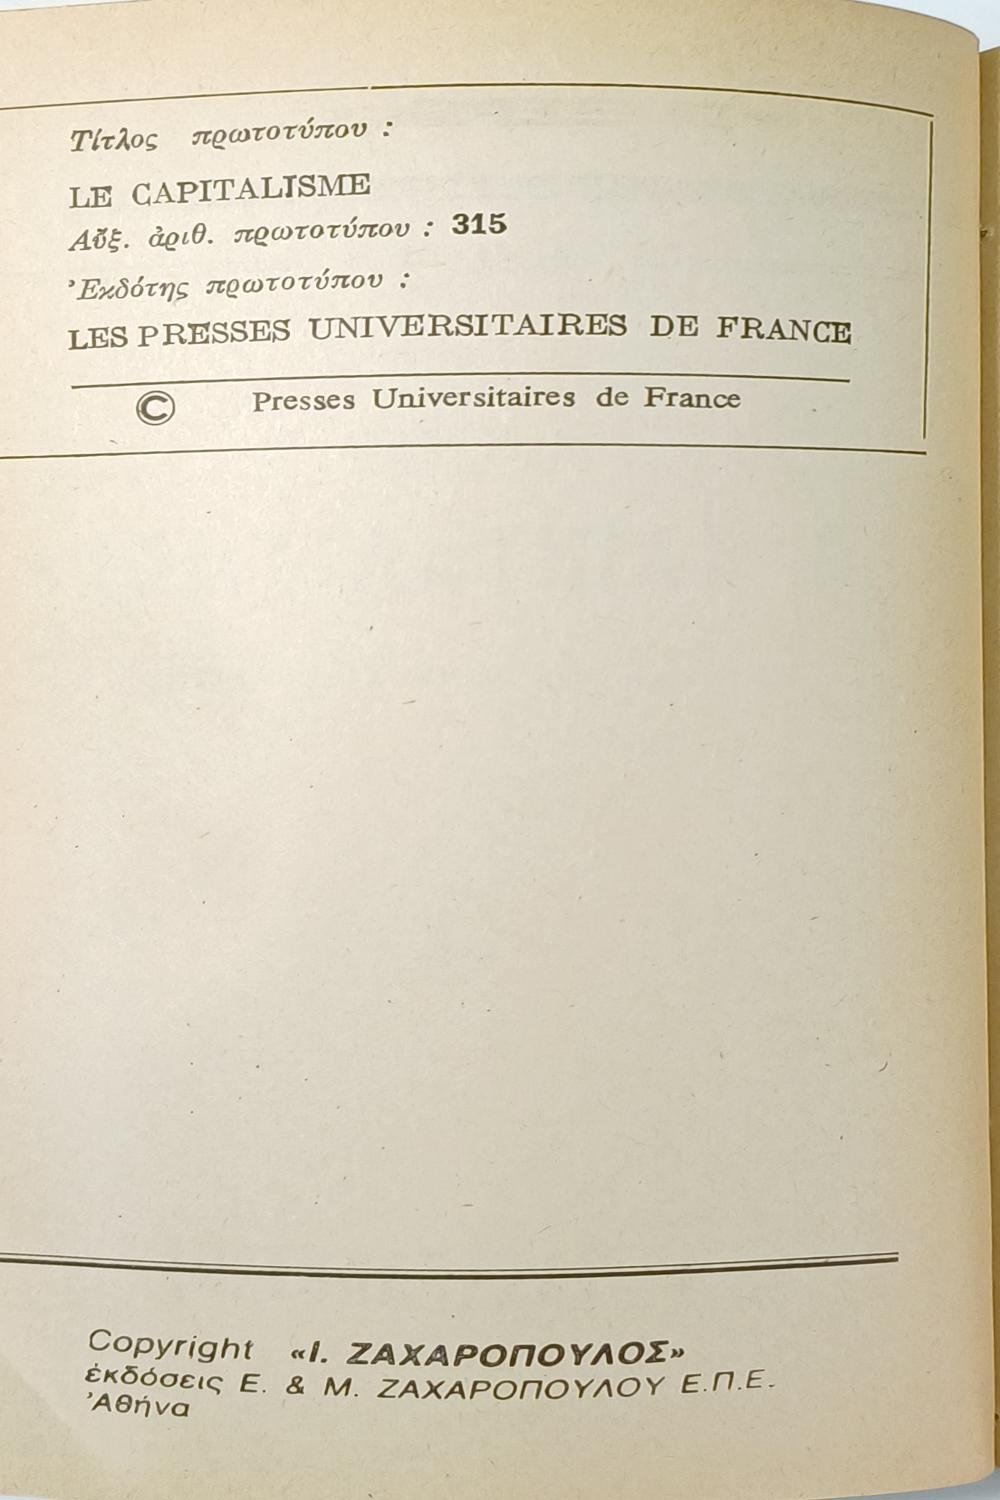 Τίτλος πρωτοτύπου :
LE CAPITALISME
Αὔξ. ἀριθ. πρωτοτύπου : 315
Ἐκδότης πρωτοτύπου :
LES PRESSES UNIVERSITAIRES DE FRANCE
© Presses Universitaires de France
Copyright «Ι. ΖΑΧΑΡΟΠΟΥΛΟΣ»
ἐκδόσεις Ε. & Μ. ΖΑΧΑΡΟΠΟΥΛΟΥ Ε.Π.Ε.
Ἀθήνα